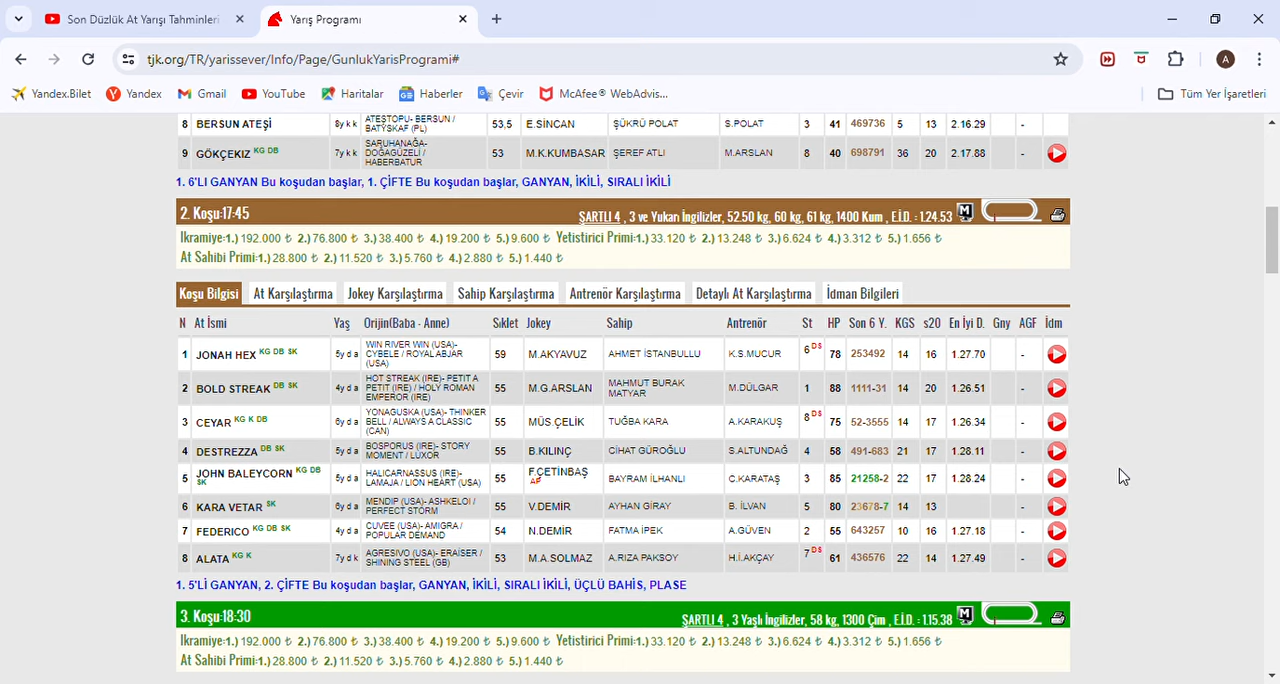 Son Düzlük At Yarışı Tahminleri
Yarış Programı
tjk.org/TR/yarissever/Info/Page/GunlukYarisProgrami#
A
Yandex.Bilet Yandex Gmail YouTube Haritalar Haberler Çevir McAfee® WebAdvis... Tüm Yer İşaretleri
8 BERSUN ATEŞİ 8y k k ATEŞTOPU- BERSUN / BATYSKAF (PL) 53,5 E.SİNCAN ŞÜKRÜ POLAT S.POLAT 3 41 469736 5 13 2.16.29 -
9 GÖKÇEKIZ KG DB 7y k k SARUHANAĞA- DOĞAGÜZELİ / HABERBATUR 53 M.K.KUMBASAR ŞEREF ATLI M.ARSLAN 8 40 698791 36 20 2.17.88 -
1. 6'LI GANYAN Bu koşudan başlar, 1. ÇİFTE Bu koşudan başlar, GANYAN, İKİLİ, SIRALI İKİLİ
2. Koşu:17:45 ŞARTLI 4 , 3 ve Yukarı İngilizler, 52.50 kg, 60 kg, 61 kg, 1400 Kum , E.İ.D. : 1.24.53 M
Ikramiye:1.) 192.000 ₺ 2.) 76.800 ₺ 3.) 38.400 ₺ 4.) 19.200 ₺ 5.) 9.600 ₺ Yetistirici Primi:1.) 33.120 ₺ 2.) 13.248 ₺ 3.) 6.624 ₺ 4.) 3.312 ₺ 5.) 1.656 ₺
At Sahibi Primi:1.) 28.800 ₺ 2.) 11.520 ₺ 3.) 5.760 ₺ 4.) 2.880 ₺ 5.) 1.440 ₺
Koşu Bilgisi At Karşılaştırma Jokey Karşılaştırma Sahip Karşılaştırma Antrenör Karşılaştırma Detaylı At Karşılaştırma İdman Bilgileri
N At İsmi Yaş Orijin(Baba - Anne) Sıklet Jokey Sahip Antrenör St HP Son 6 Y. KGS s20 En İyi D. Gny AGF İdm
1 JONAH HEX KG DB SK 5y d a WIN RIVER WIN (USA)- CYBELE / ROYAL ABJAR (USA) 59 M.AKYAVUZ AHMET İSTANBULLU K.S.MUCUR 6 DS 78 253492 14 16 1.27.70 -
2 BOLD STREAK DB SK 4y d a HOT STREAK (IRE)- PETIT A PETIT (IRE) / HOLY ROMAN EMPEROR (IRE) 55 M.G.ARSLAN MAHMUT BURAK MATYAR M.DÜLGAR 1 88 1111-31 14 20 1.26.51 -
3 CEYAR KG K DB 6y d a YONAGUSKA (USA)- THINKER BELL / ALWAYS A CLASSIC (CAN) 55 MÜS.ÇELİK TUĞBA KARA A.KARAKUŞ 8 DS 75 52-3555 14 17 1.26.34 -
4 DESTREZZA DB SK 5y d a BOSPORUS (IRE)- STORY MOMENT / LUXOR 55 B.KILINÇ CİHAT GÜROĞLU S.ALTUNDAĞ 4 58 491-683 21 17 1.28.11 -
5 JOHN BALEYCORN KG DB SK 5y d a HALICARNASSUS (IRE)- LAMAJA / LION HEART (USA) 55 F.ÇETİNBAŞ AP BAYRAM İLHANLI C.KARATAŞ 3 85 21258-2 22 17 1.28.24 -
6 KARA VETAR SK 4y d a MENDIP (USA)- ASHKELOI / PERFECT STORM 55 V.DEMİR AYHAN GİRAY B. İLVAN 5 80 23678-7 14 13 -
7 FEDERICO KG DB SK 4y d a CUVEE (USA)- AMIGRA / POPULAR DEMAND 54 N.DEMİR FATMA İPEK A.GÜVEN 2 55 643257 10 16 1.27.18 -
8 ALATA KG K 7y d k AGRESIVO (USA)- ERAISER / SHINING STEEL (GB) 53 M.A.SOLMAZ A.RIZA PAKSOY H.İ.AKÇAY 7 DS 61 436576 22 14 1.27.49 -
1. 5'Lİ GANYAN, 2. ÇİFTE Bu koşudan başlar, GANYAN, İKİLİ, SIRALI İKİLİ, ÜÇLÜ BAHİS, PLASE
3. Koşu:18:30 ŞARTLI 4 , 3 Yaşlı İngilizler, 58 kg, 1300 Çim , E.İ.D. : 1.15.38 M
Ikramiye:1.) 192.000 ₺ 2.) 76.800 ₺ 3.) 38.400 ₺ 4.) 19.200 ₺ 5.) 9.600 ₺ Yetistirici Primi:1.) 33.120 ₺ 2.) 13.248 ₺ 3.) 6.624 ₺ 4.) 3.312 ₺ 5.) 1.656 ₺
At Sahibi Primi:1.) 28.800 ₺ 2.) 11.520 ₺ 3.) 5.760 ₺ 4.) 2.880 ₺ 5.) 1.440 ₺